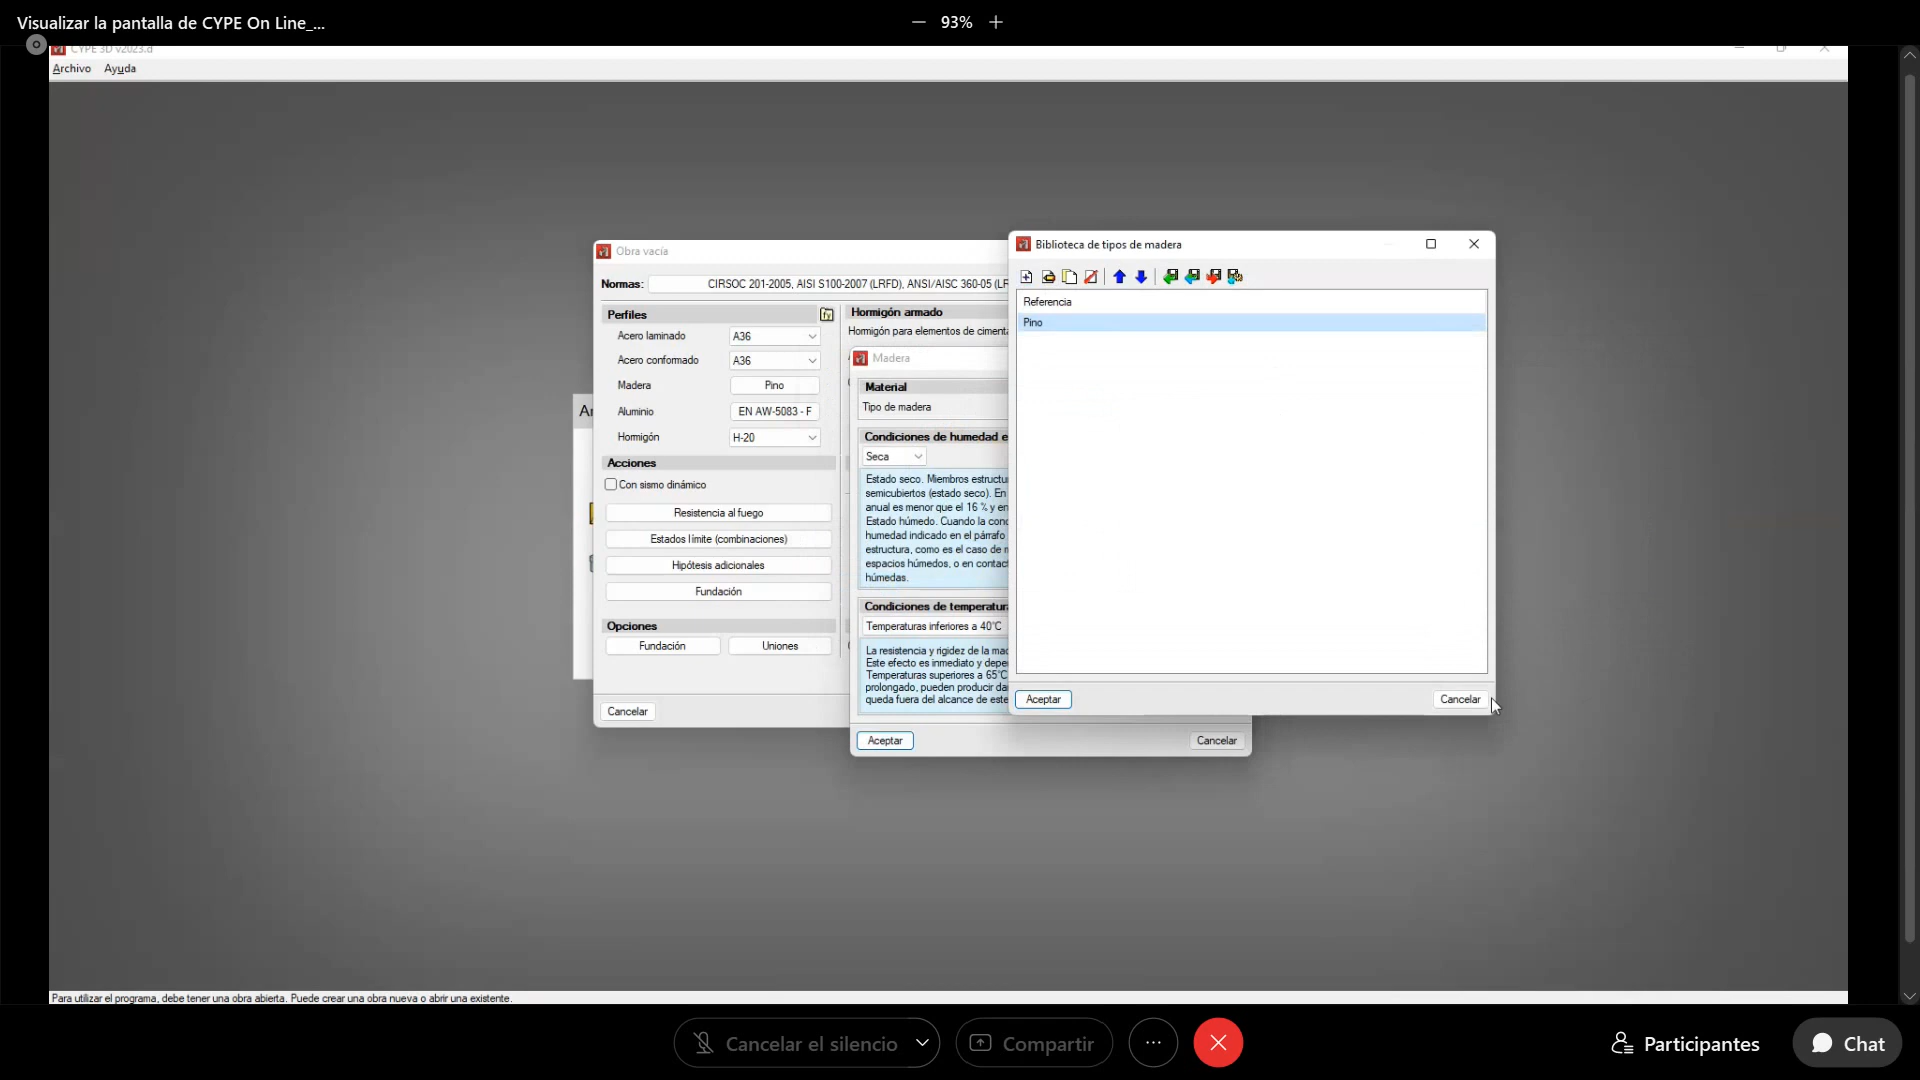 Visualizar la pantalla de CYPE On Line_...
93%
CYPE 3D v2023.d
Archivo Ayuda
Obra vacía
Normas: CIRSOC 201-2005, AISI S100-2007 (LRFD), ANSI/AISC 360-05 (LR
Perfiles
Acero laminado A36
Acero conformado A36
Madera Pino
Aluminio EN AW-5083 - F
Hormigón H-20
Acciones
Con sismo dinámico
Resistencia al fuego
Estados límite (combinaciones)
Hipótesis adicionales
Fundación
Opciones
Fundación Uniones
Cancelar
Hormigón armado
Hormigón para elementos de cimenta
Madera
Material
Tipo de madera
Condiciones de humedad e
Seca
Estado seco. Miembros estructu
semicubiertos (estado seco). En
anual es menor que el 16 % y en
Estado húmedo. Cuando la cond
humedad indicado en el párrafo
estructura, como es el caso de m
espacios húmedos, o en contac
húmedas.
Condiciones de temperatura
Temperaturas inferiores a 40°C
La resistencia y rigidez de la mad
Este efecto es inmediato y depe
Temperaturas superiores a 65°C
prolongado, pueden producir da
queda fuera del alcance de este
Aceptar Cancelar
Biblioteca de tipos de madera
Referencia
Pino
Aceptar Cancelar
Para utilizar el programa, debe tener una obra abierta. Puede crear una obra nueva o abrir una existente.
Cancelar el silencio Compartir Participantes Chat